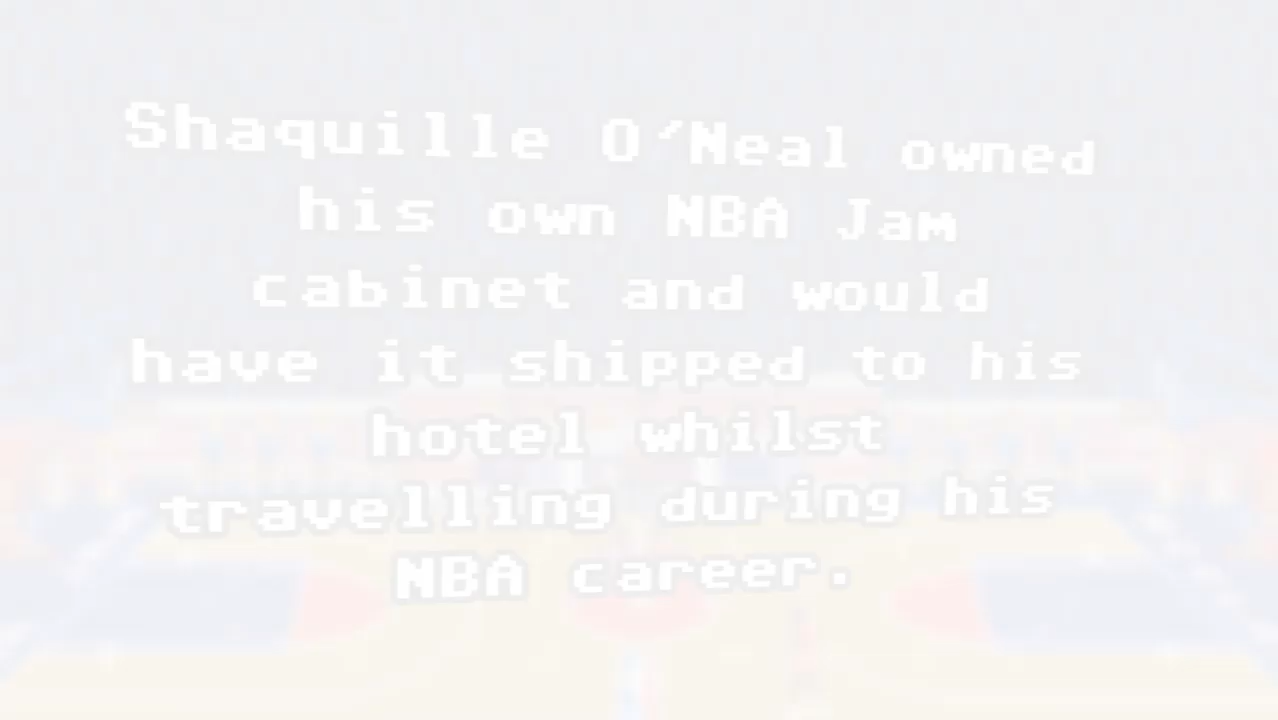 Shaquille O'Neal owned
his own NBA Jam
cabinet and would
have it shipped to his
hotel whilst
travelling during his
NBA career.